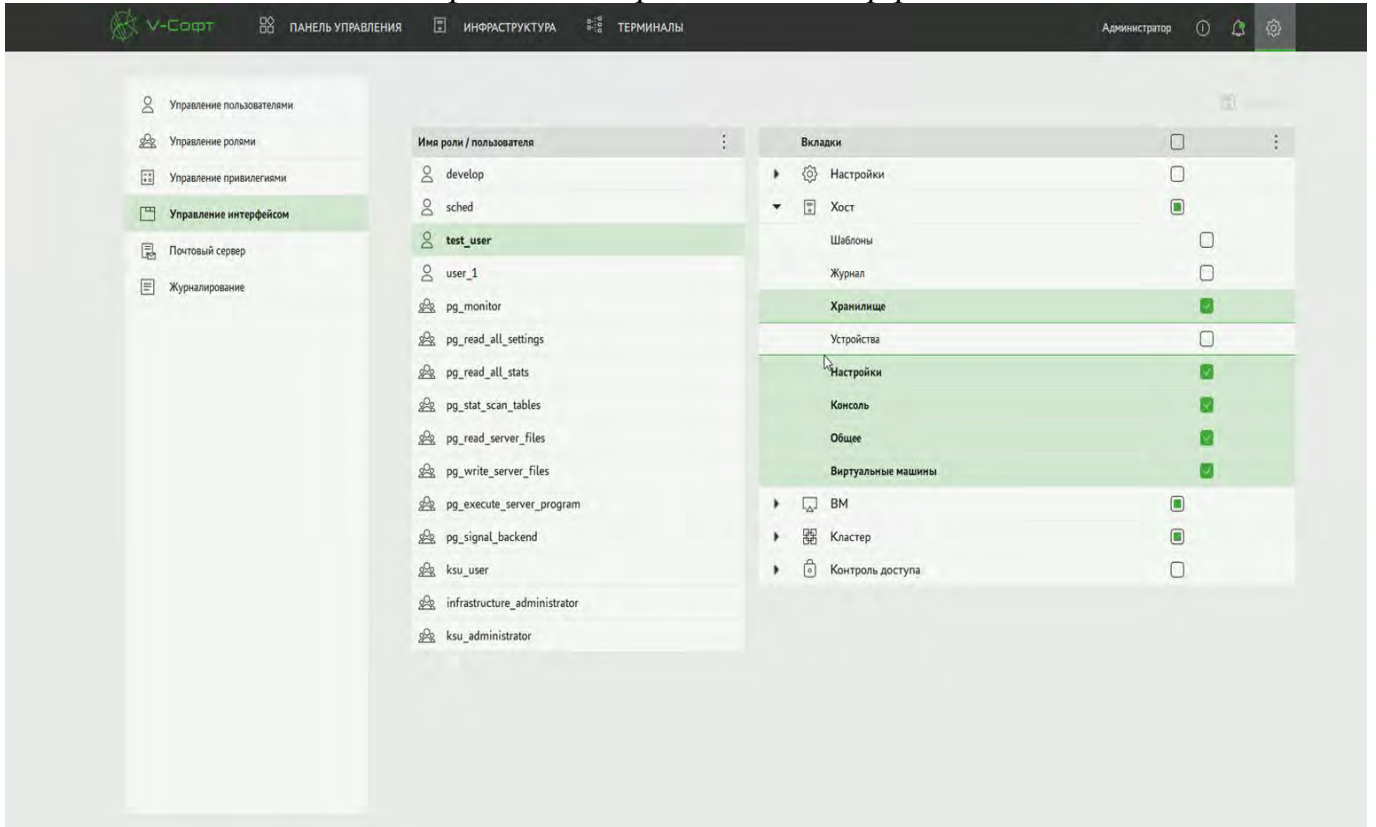 V-Софт
ПАНЕЛЬ УПРАВЛЕНИЯ
ИНФРАСТРУКТУРА
ТЕРМИНАЛЫ
Администратор
Управление пользователями
Управление ролями
Управление привилегиями
Управление интерфейсом
Почтовый сервер
Журналирование
Имя роли / пользователя
develop
sched
test_user
user_1
pg_monitor
pg_read_all_settings
pg_read_all_stats
pg_stat_scan_tables
pg_read_server_files
pg_write_server_files
pg_execute_server_program
pg_signal_backend
ksu_user
infrastructure_administrator
ksu_administrator
Вкладки
Настройки
Хост
Шаблоны
Журнал
Хранилище
Устройства
Настройки
Консоль
Общее
Виртуальные машины
ВМ
Кластер
Контроль доступа